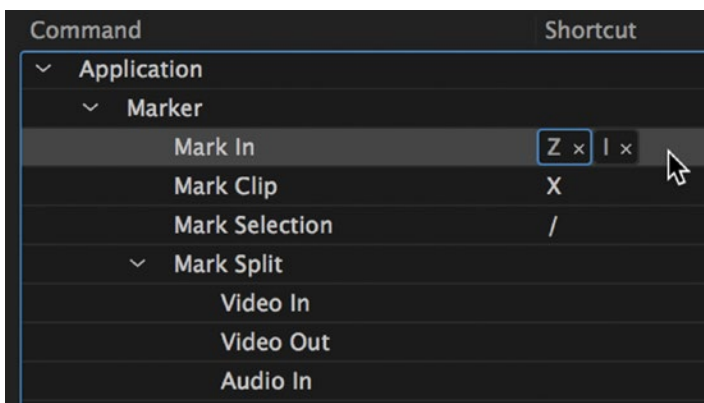 Command Shortcut
Application
Marker
Mark In Z × I ×
Mark Clip X
Mark Selection /
Mark Split
Video In
Video Out
Audio In